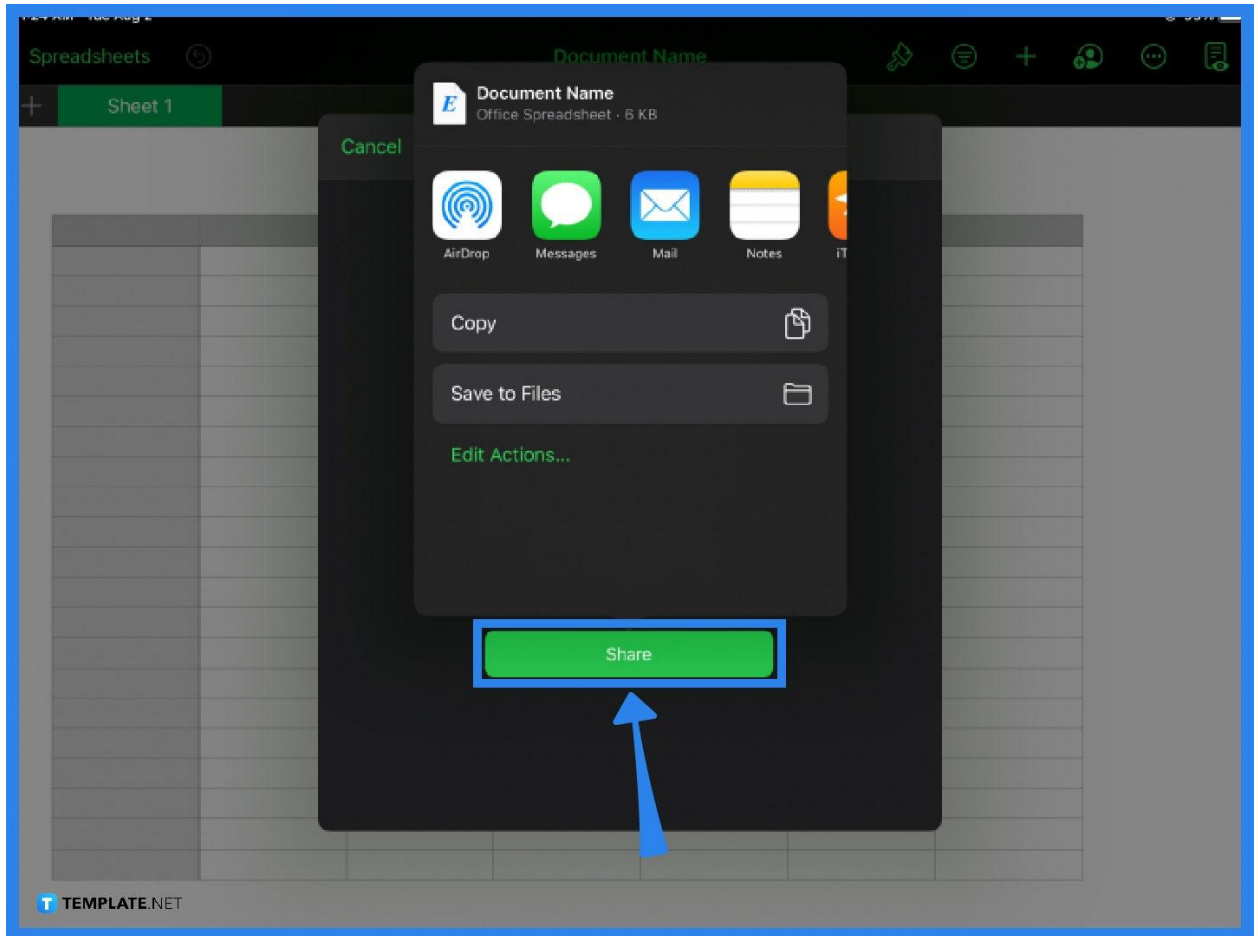 Spreadsheets
Document Name
Sheet 1
Cancel
Document Name
Office Spreadsheet · 6 KB
AirDrop Messages Mail Notes iT
Copy
Save to Files
Edit Actions...
Share
T TEMPLATE.NET